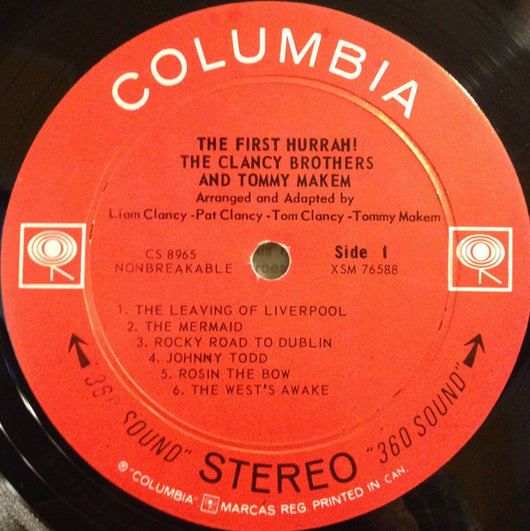 COLUMBIA
THE FIRST HURRAH!
THE CLANCY BROTHERS
AND TOMMY MAKEM
Arranged and Adapted by
Liam Clancy -Pat Clancy -Tom Clancy -Tommy Makem
CS 8965
NONBREAKABLE
Side 1
XSM 76588
1. THE LEAVING OF LIVERPOOL
2. THE MERMAID
3. ROCKY ROAD TO DUBLIN
4. JOHNNY TODD
5. ROSIN THE BOW
6. THE WEST'S AWAKE
"360 SOUND" STEREO "360 SOUND"
® "COLUMBIA" MARCAS REG. PRINTED IN CAN.